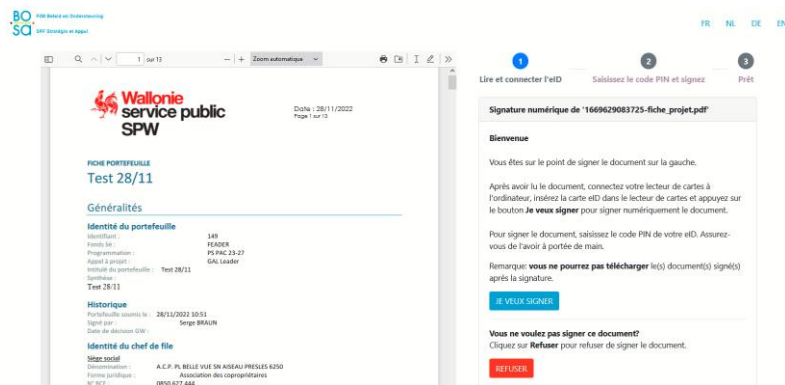 BOSA
FOD Beleid en Ondersteuning
SPF Stratégie et Appui
FR NL DE EN
1 sur 13
Zoom automatique
Wallonie
service public
SPW
Date : 28/11/2022
Page 1 sur 13
FICHE PORTEFEUILLE
Test 28/11
Généralités
Identité du portefeuille
Identifiant : 149
Fonds lié : FEADER
Programmation : PS PAC 23-27
Appel à projet : GAL Leader
Intitulé du portefeuille : Test 28/11
Synthèse :
Test 28/11
Historique
Portefeuille soumis le : 28/11/2022 10:51
Signé par : Serge BRAUN
Date de décision GW :
Identité du chef de file
Siège social
Dénomination : A.C.P. PL BELLE VUE SN AISEAU PRESLES 6250
Forme juridique : Association des copropriétaires
N° BCE : 0850.627.444
1 2 3
Lire et connecter l'eID Saisissez le code PIN et signez Prêt
Signature numérique de '1669629083725-fiche_projet.pdf'
Bienvenue
Vous êtes sur le point de signer le document sur la gauche.
Après avoir lu le document, connectez votre lecteur de cartes à
l'ordinateur, insérez la carte eID dans le lecteur de cartes et appuyez sur
le bouton Je veux signer pour signer numériquement le document.
Pour signer le document, saisissez le code PIN de votre eID. Assurez-
vous de l'avoir à portée de main.
Remarque: vous ne pourrez pas télécharger le(s) document(s) signé(s)
après la signature.
JE VEUX SIGNER
Vous ne voulez pas signer ce document?
Cliquez sur Refuser pour refuser de signer le document.
REFUSER